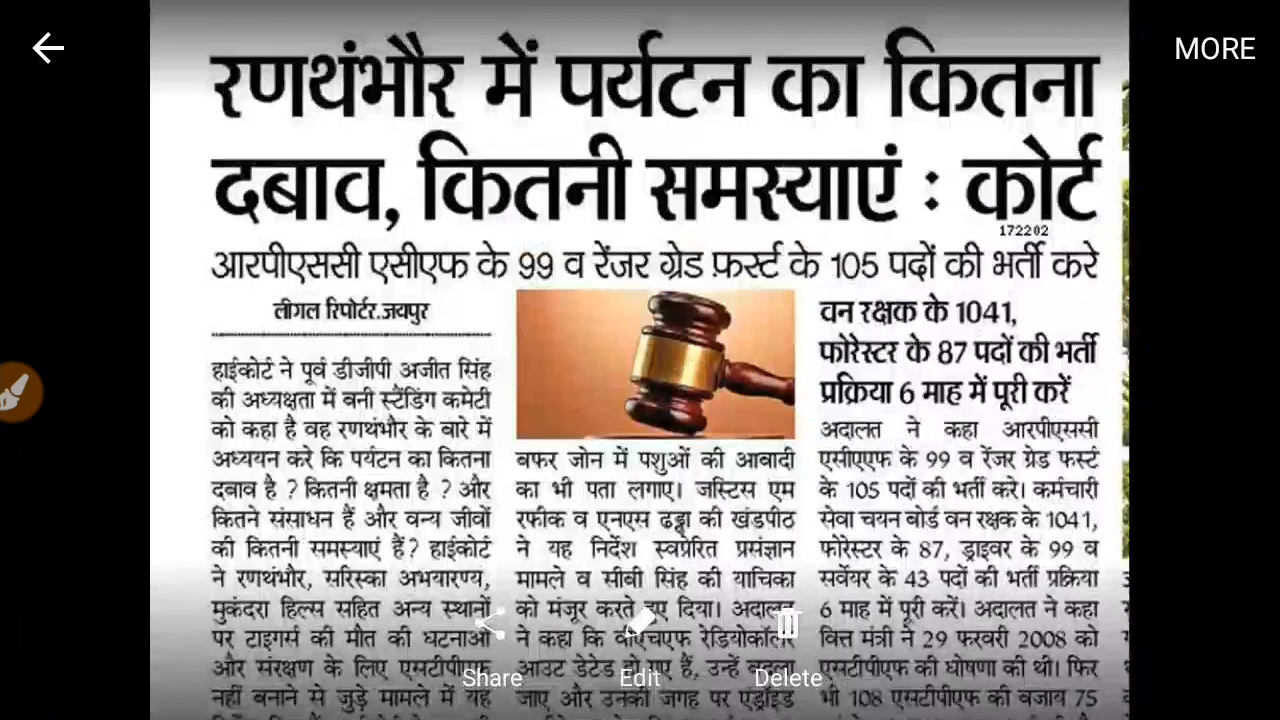 MORE
रणथंभौर में पर्यटन का कितना
दबाव, कितनी समस्याएं : कोर्ट
172202
आरपीएससी एसीएफ के 99 व रेंजर ग्रेड फ़र्स्ट के 105 पदों की भर्ती करे
लीगल रिपोर्टर.जयपुर
हाईकोर्ट ने पूर्व डीजीपी अजीत सिंह
की अध्यक्षता में बनी स्टैंडिंग कमेटी
को कहा है वह रणथंभौर के बारे में
अध्ययन करे कि पर्यटन का कितना
दबाव है ? कितनी क्षमता है ? और
कितने संसाधन हैं और वन्य जीवों
की कितनी समस्याएं हैं? हाईकोर्ट
ने रणथंभौर, सरिस्का अभयारण्य,
मुकंदरा हिल्स सहित अन्य स्थानों
पर टाइगर्स की मौत की घटनाओं
और संरक्षण के लिए एसटीपीएफ
नहीं बनाने से जुड़े मामले में यह
बफर जोन में पशुओं की आबादी
का भी पता लगाए। जस्टिस एम
रफीक व एनएस ढड्ढा की खंडपीठ
ने यह निर्देश स्वप्रेरित प्रसंज्ञान
मामले व सीबी सिंह की याचिका
को मंजूर करते हुए दिया। अदालत
ने कहा कि वीएचएफ रेडियोकॉलर
आउट डेटेड हो गए हैं, उन्हें बदला
जाए और उनकी जगह पर एंड्रॉइड
वन रक्षक के 1041,
फोरेस्टर के 87 पदों की भर्ती
प्रक्रिया 6 माह में पूरी करें
अदालत ने कहा आरपीएससी
एसीएएफ के 99 व रेंजर ग्रेड फर्स्ट
के 105 पदों की भर्ती करे। कर्मचारी
सेवा चयन बोर्ड वन रक्षक के 1041,
फोरेस्टर के 87, ड्राइवर के 99 व
सर्वेयर के 43 पदों की भर्ती प्रक्रिया
6 माह में पूरी करें। अदालत ने कहा
वित्त मंत्री ने 29 फरवरी 2008 को
एसटीपीएफ की घोषणा की थी। फिर
भी 108 एसटीपीएफ की बजाय 75
Share
Edit
Delete